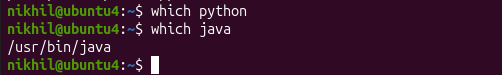 nikhil@ubuntu4:~$ which python
nikhil@ubuntu4:~$ which java
/usr/bin/java
nikhil@ubuntu4:~$